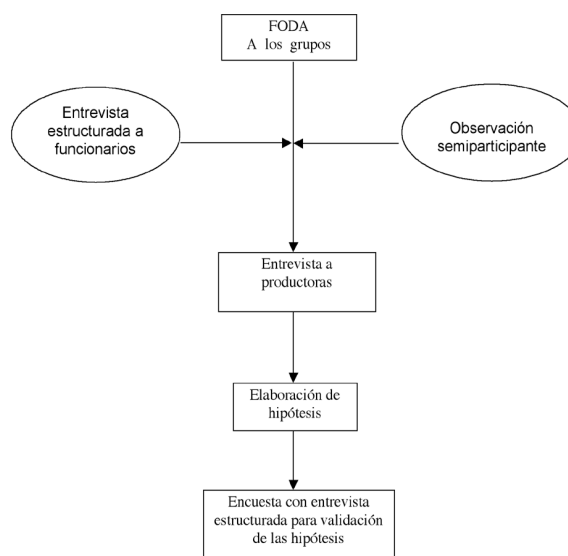 FODA
A los grupos
Entrevista
estructurada a
funcionarios
Observación
semiparticipante
Entrevista a
productoras
Elaboración de
hipótesis
Encuesta con entrevista
estructurada para validación
de las hipótesis